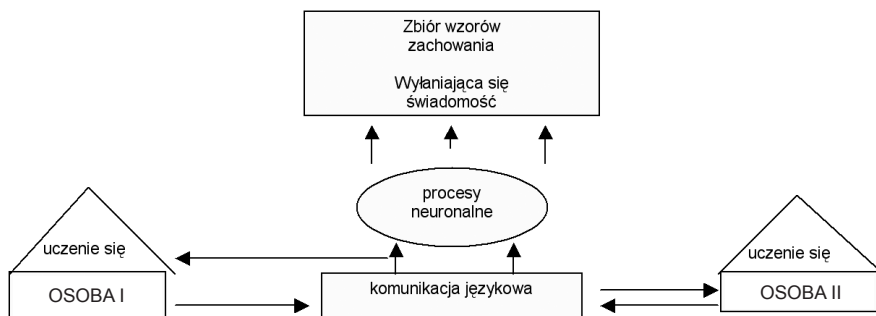 Zbiór wzorów
zachowania
Wyłaniająca się
świadomość
procesy
neuronalne
uczenie się
uczenie się
komunikacja językowa
OSOBA I
OSOBA II